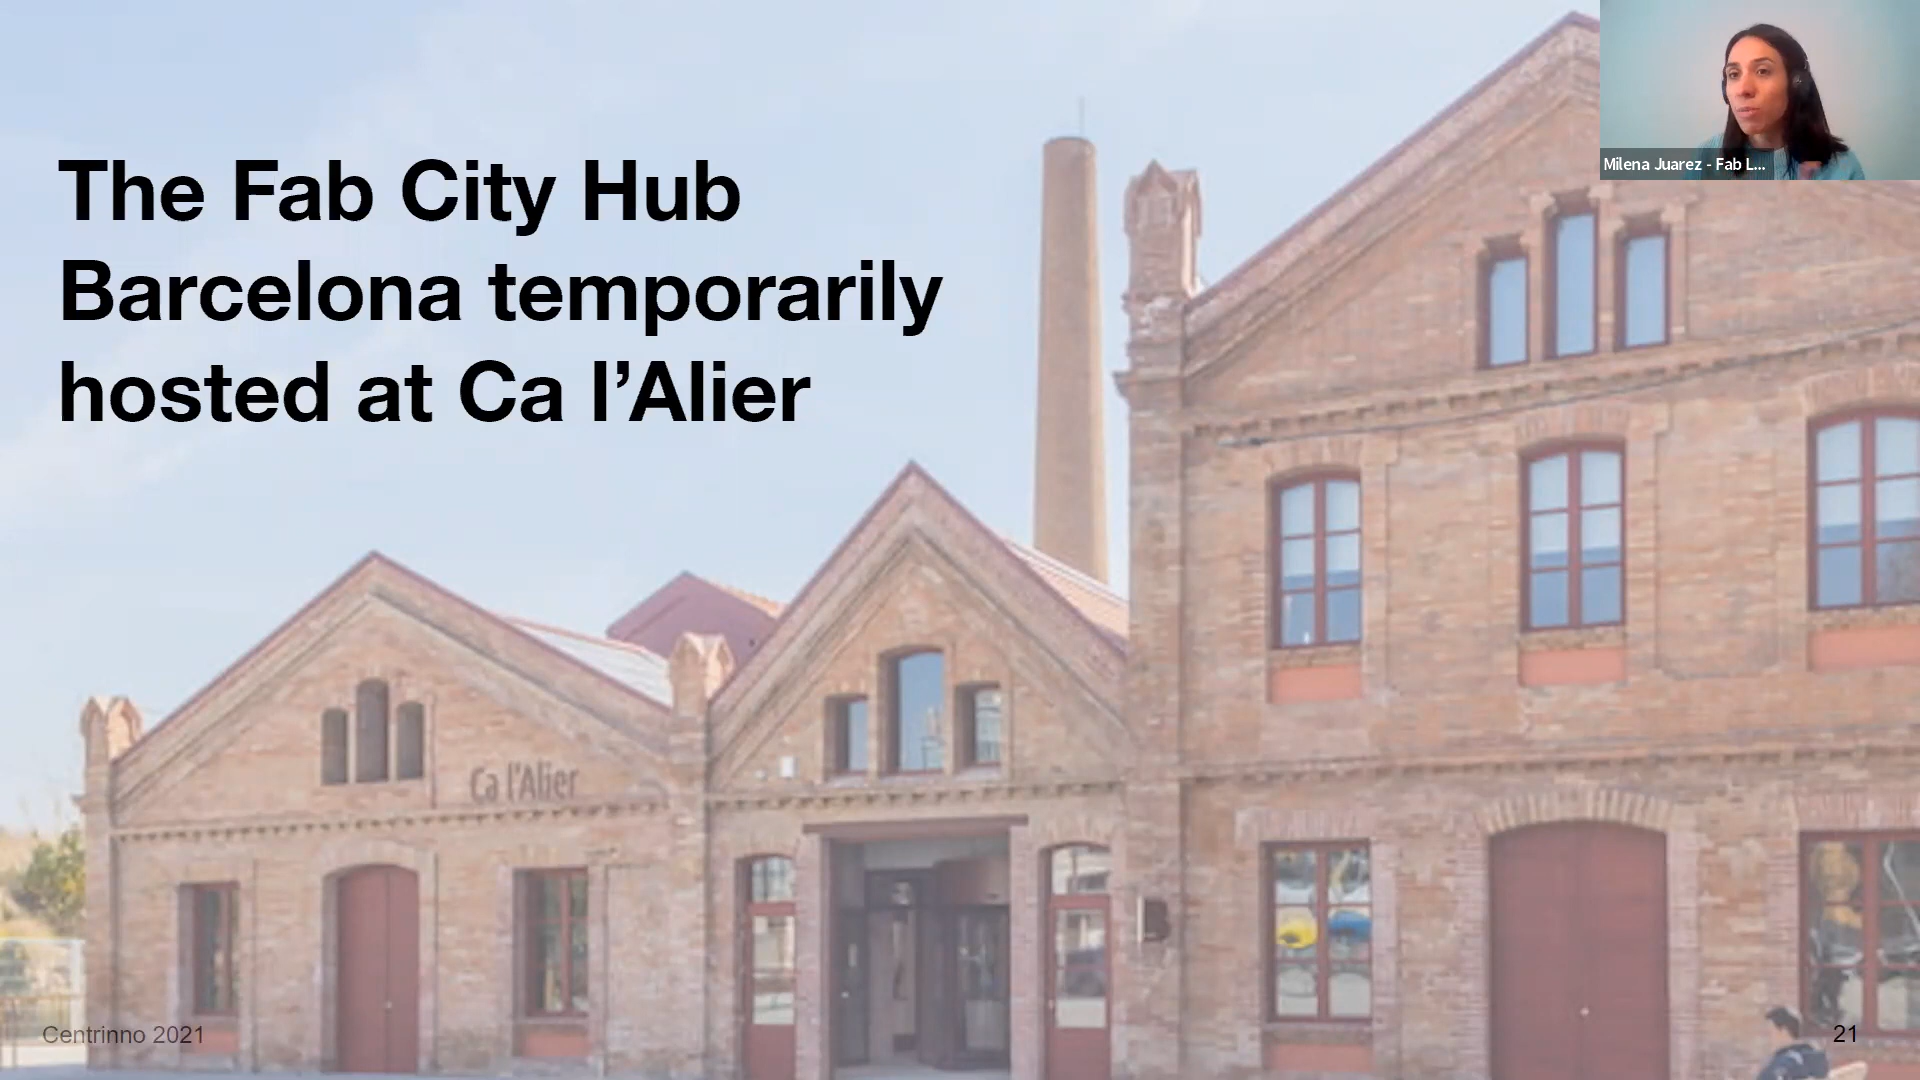 Milena Juarez - Fab L...
The Fab City Hub
Barcelona temporarily
hosted at Ca l’Alier
Ca l'Alier
Centrinno 2021
21